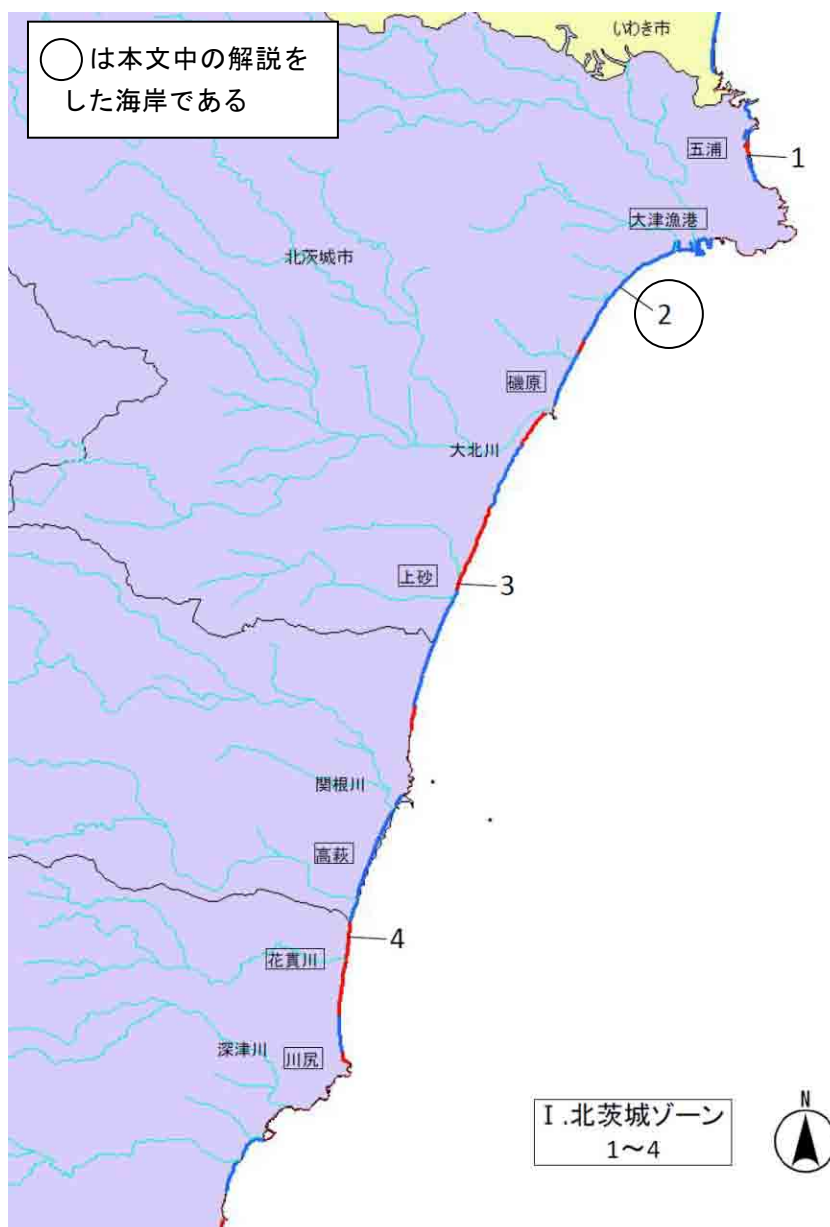 ◯は本文中の解説を
した海岸である
いわき市
五浦
1
大津漁港
北茨城市
2
磯原
大北川
上砂
3
関根川
高萩
4
花貫川
深津川
川尻
Ⅰ.北茨城ゾーン
1~4
N